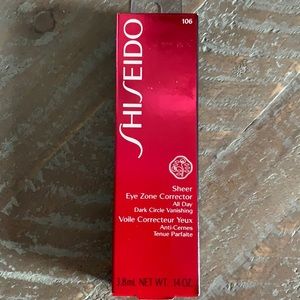 106
SHISEIDO
Sheer
Eye Zone Corrector
All Day
Dark Circle Vanishing
Voile Correcteur Yeux
Anti-Cernes
Tenue Parfaite
3.8mL NET WT. .14 OZ.